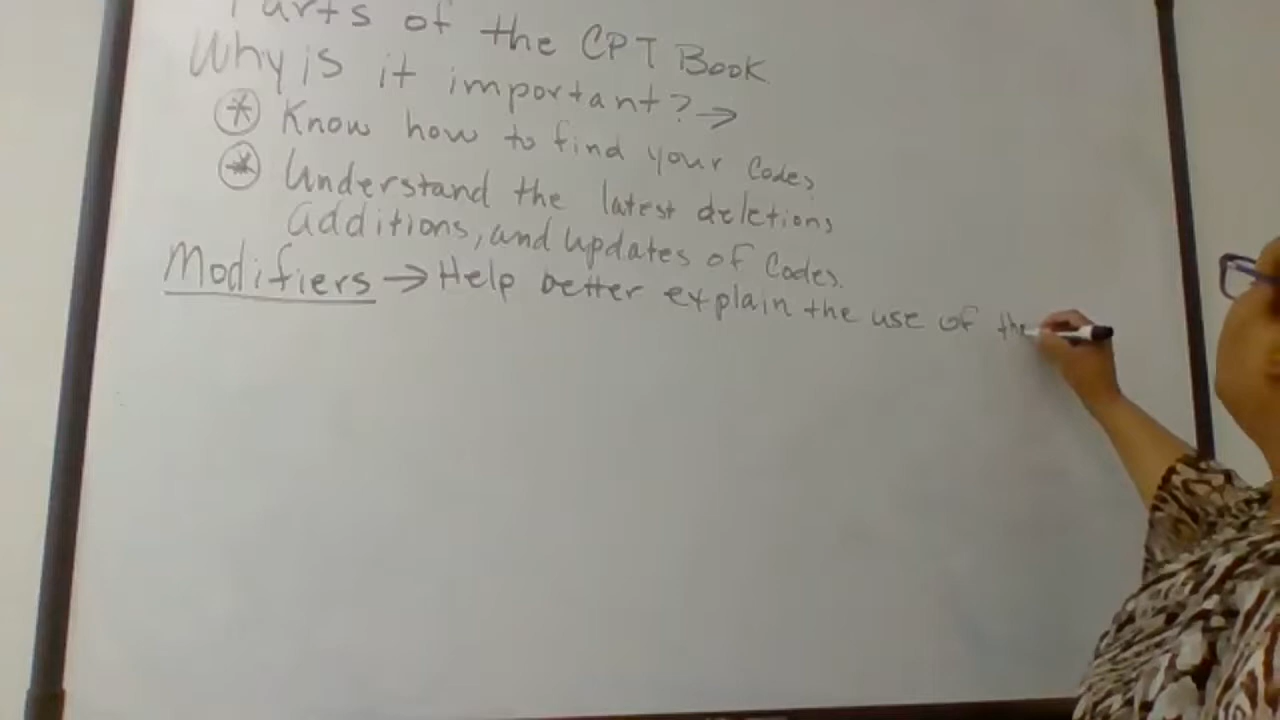 Parts of the CPT Book
Why is it important? →
* Know how to find your Codes
* Understand the latest deletions
additions, and updates of Codes.
Modifiers → Help better explain the use of the